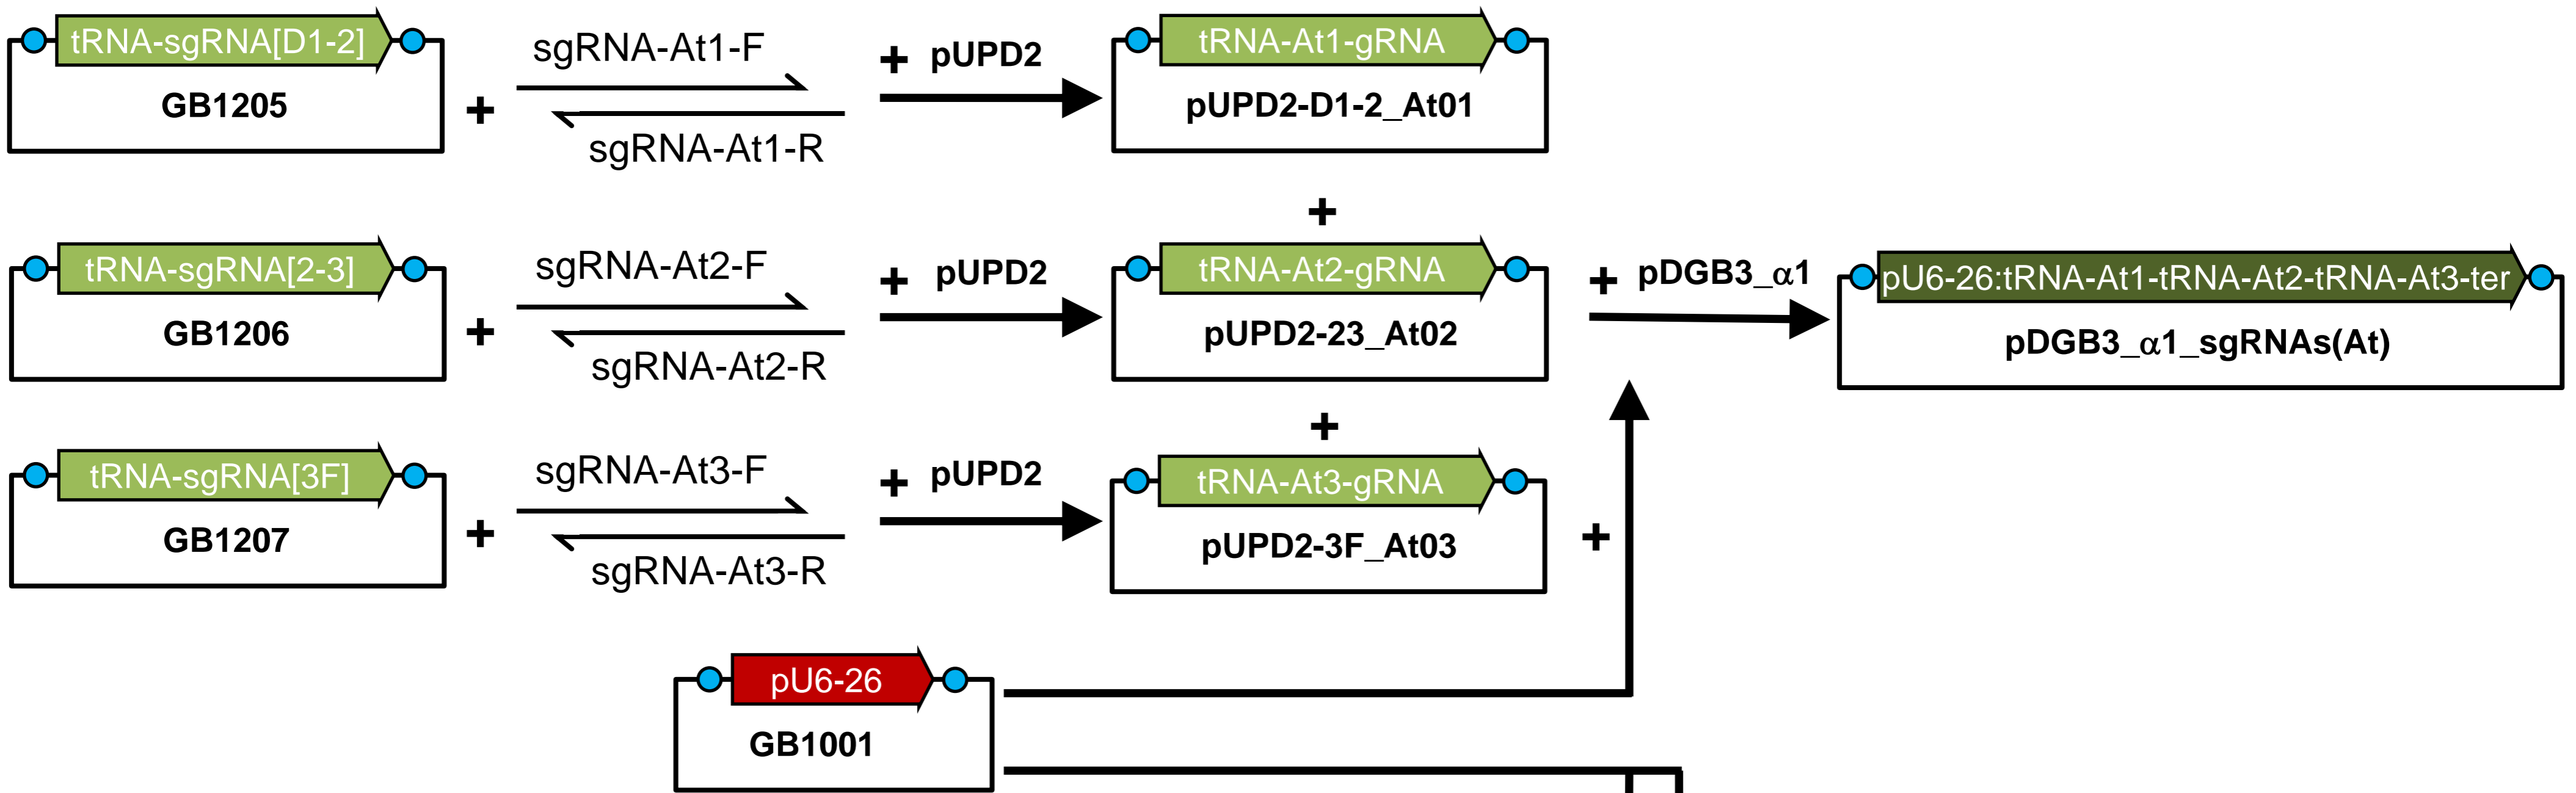 tRNA-sgRNA[D1-2]
GB1205
+
sgRNA-At1-F
sgRNA-At1-R
+ pUPD2
tRNA-At1-gRNA
pUPD2-D1-2_At01
+
tRNA-sgRNA[2-3]
GB1206
+
sgRNA-At2-F
sgRNA-At2-R
+ pUPD2
tRNA-At2-gRNA
pUPD2-23_At02
+ pDGB3_α1
pU6-26:tRNA-At1-tRNA-At2-tRNA-At3-ter
pDGB3_α1_sgRNAs(At)
+
tRNA-sgRNA[3F]
GB1207
+
sgRNA-At3-F
sgRNA-At3-R
+ pUPD2
tRNA-At3-gRNA
pUPD2-3F_At03
+
pU6-26
GB1001